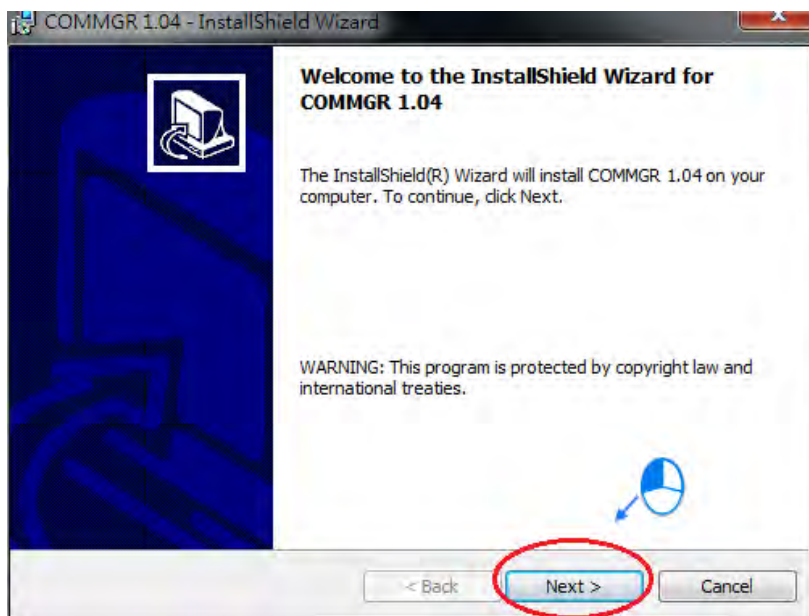 COMMGR 1.04 - InstallShield Wizard
Welcome to the InstallShield Wizard for
COMMGR 1.04
The InstallShield(R) Wizard will install COMMGR 1.04 on your
computer. To continue, click Next.
WARNING: This program is protected by copyright law and
international treaties.
< Back Next > Cancel